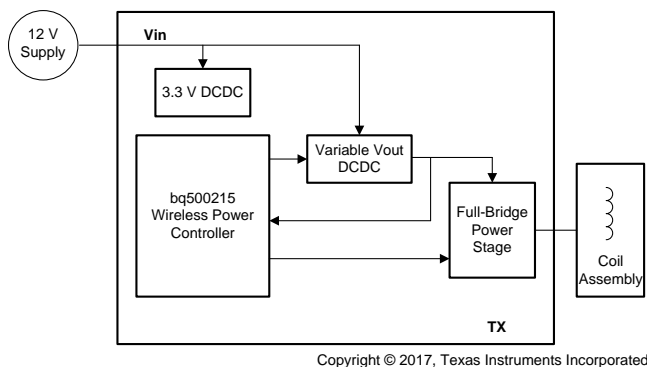 12 V
Supply
Vin
3.3 V DCDC
Variable Vout
DCDC
bq500215
Wireless Power
Controller
Full-Bridge
Power
Stage
Coil
Assembly
TX
Copyright © 2017, Texas Instruments Incorporated